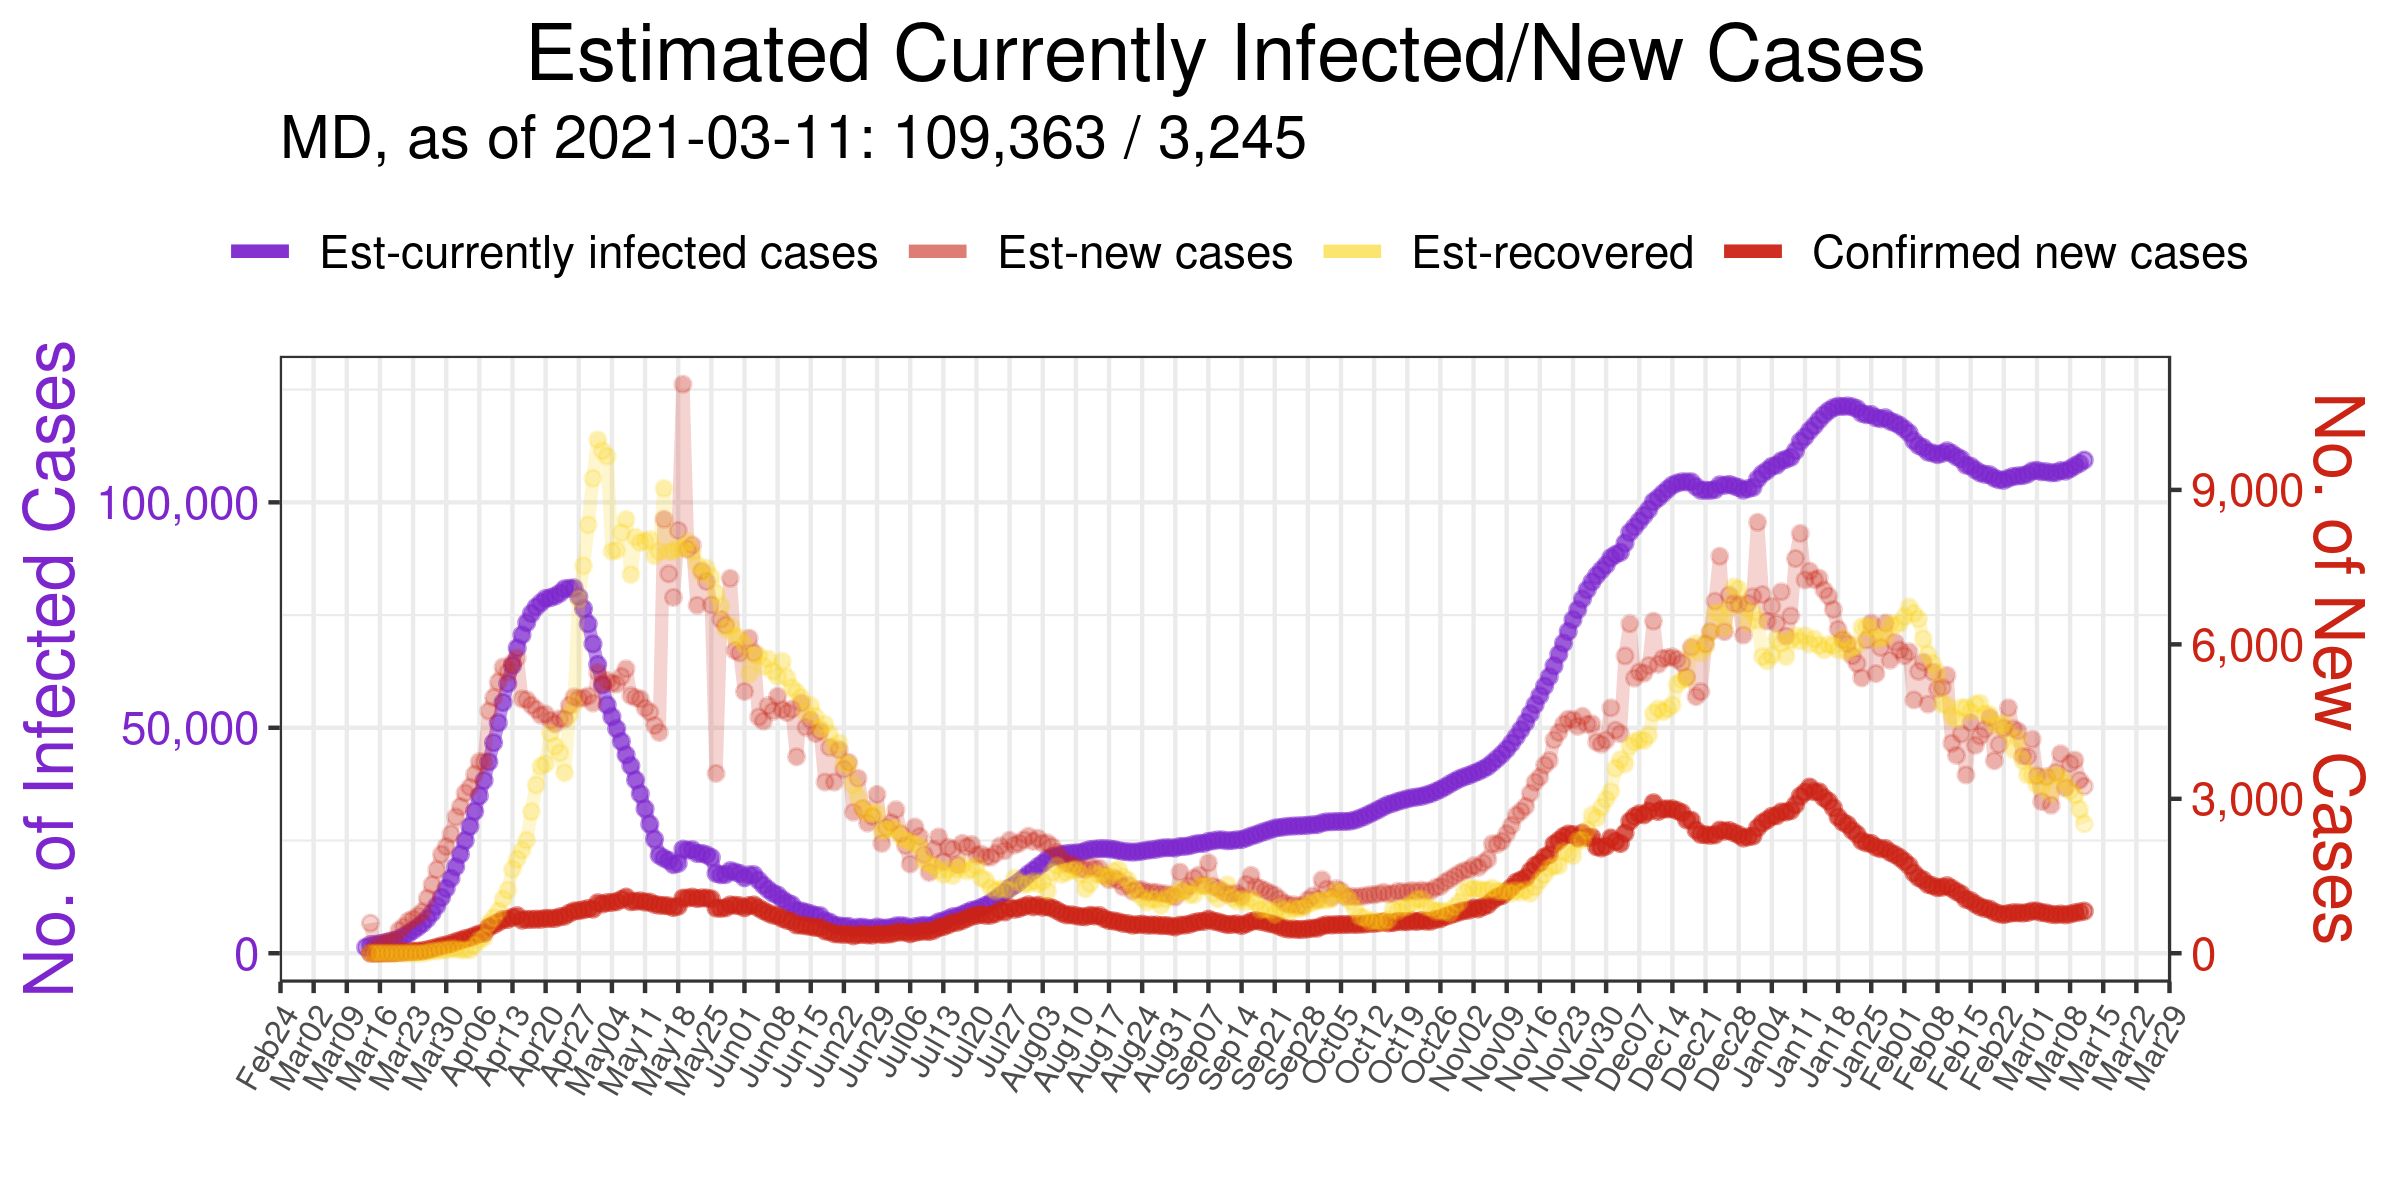 Estimated Currently Infected/New Cases
MD, as of 2021-03-11: 109,363 / 3,245
Est-currently infected cases Est-new cases Est-recovered Confirmed new cases
No. of Infected Cases
100,000
50,000
0
9,000
6,000
3,000
0
No. of New Cases
Feb24 Mar02 Mar09 Mar16 Mar23 Mar30 Apr06 Apr13 Apr20 Apr27 May04 May11 May18 May25 Jun01 Jun08 Jun15 Jun22 Jun29 Jul06 Jul13 Jul20 Jul27 Aug03 Aug10 Aug17 Aug24 Aug31 Sep07 Sep14 Sep21 Sep28 Oct05 Oct12 Oct19 Oct26 Nov02 Nov09 Nov16 Nov23 Nov30 Dec07 Dec14 Dec21 Dec28 Jan04 Jan11 Jan18 Jan25 Feb01 Feb08 Feb15 Feb22 Mar01 Mar08 Mar15 Mar22 Mar29